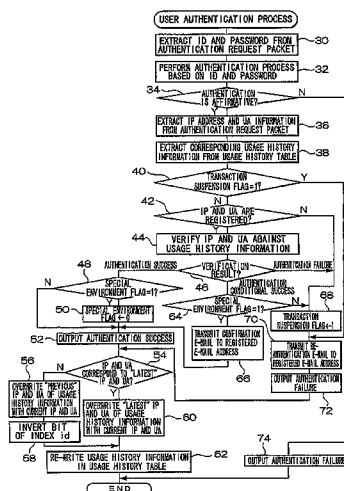 USER AUTHENTICATION PROCESS
EXTRACT ID AND PASSWORD FROM
AUTHENTICATION REQUEST PACKET
30
PERFORM AUTHENTICATION PROCESS
BASED ON ID AND PASSWORD
32
34
AUTHENTICATION
IS AFFIRMATIVE?
N
Y
EXTRACT IP ADDRESS AND UA INFORMATION
FROM AUTHENTICATION REQUEST PACKET
36
EXTRACT CORRESPONDING USAGE HISTORY
INFORMATION FROM USAGE HISTORY TABLE
38
40
TRANSACTION
SUSPENSION FLAG=1?
Y
N
42
IP AND UA ARE
REGISTERED?
N
Y
44
VERIFY IP AND UA AGAINST
USAGE HISTORY INFORMATION
AUTHENTICATION SUCCESS
VERIFICATION
RESULT?
AUTHENTICATION FAILURE
46
AUTHENTICATION
CONDITIONAL SUCCESS
48
N
SPECIAL
ENVIRONMENT FLAG=1?
Y
64
SPECIAL
ENVIRONMENT FLAG=1?
N
Y
68
50
SPECIAL ENVIRONMENT
FLAG ← 0
TRANSACTION
SUSPENSION FLAG←1
52
OUTPUT AUTHENTICATION SUCCESS
TRANSMIT CONFIRMATION
E-MAIL TO REGISTERED
E-MAIL ADDRESS
66
70
TRANSMIT RE-
AUTHENTICATION E-MAIL TO
REGISTERED E-MAIL ADDRESS
OUTPUT AUTHENTICATION
FAILURE
72
54
IP AND UA
CORRESPOND TO "LATEST"
IP AND UA?
N
Y
56
OVERWRITE "PREVIOUS"
IP AND UA OF USAGE
HISTORY INFORMATION
WITH CURRENT IP AND UA
OVERWRITE "LATEST" IP
AND UA OF USAGE
HISTORY INFORMATION
WITH CURRENT IP AND UA
60
INVERT BIT
OF INDEX id
58
RE-WRITE USAGE HISTORY INFORMATION
IN USAGE HISTORY TABLE
62
74
OUTPUT AUTHENTICATION FAILURE
END